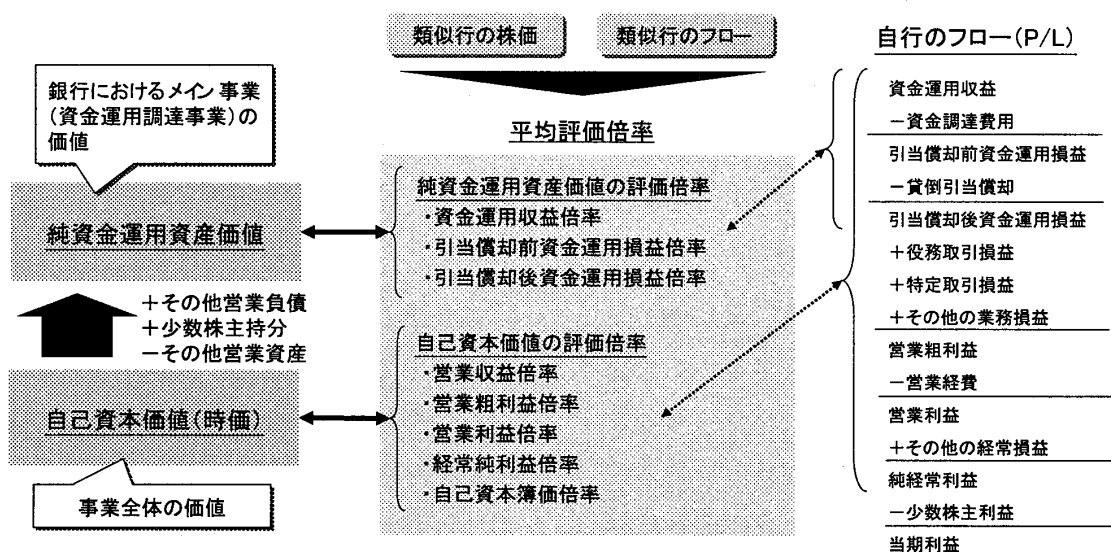 類似行の株価
類似行のフロー
自行のフロー(P/L)
銀行におけるメイン事業
(資金運用調達事業)の
価値
純資金運用資産価値
+その他営業負債
+少数株主持分
-その他営業資産
自己資本価値(時価)
事業全体の価値
平均評価倍率
純資金運用資産価値の評価倍率
・資金運用収益倍率
・引当償却前資金運用損益倍率
・引当償却後資金運用損益倍率
自己資本価値の評価倍率
・営業収益倍率
・営業粗利益倍率
・営業利益倍率
・経常純利益倍率
・自己資本簿価倍率
資金運用収益
-資金調達費用
引当償却前資金運用損益
-貸倒引当償却
引当償却後資金運用損益
+役務取引損益
+特定取引損益
+その他の業務損益
営業粗利益
-営業経費
営業利益
+その他の経常損益
純経常利益
-少数株主利益
当期利益